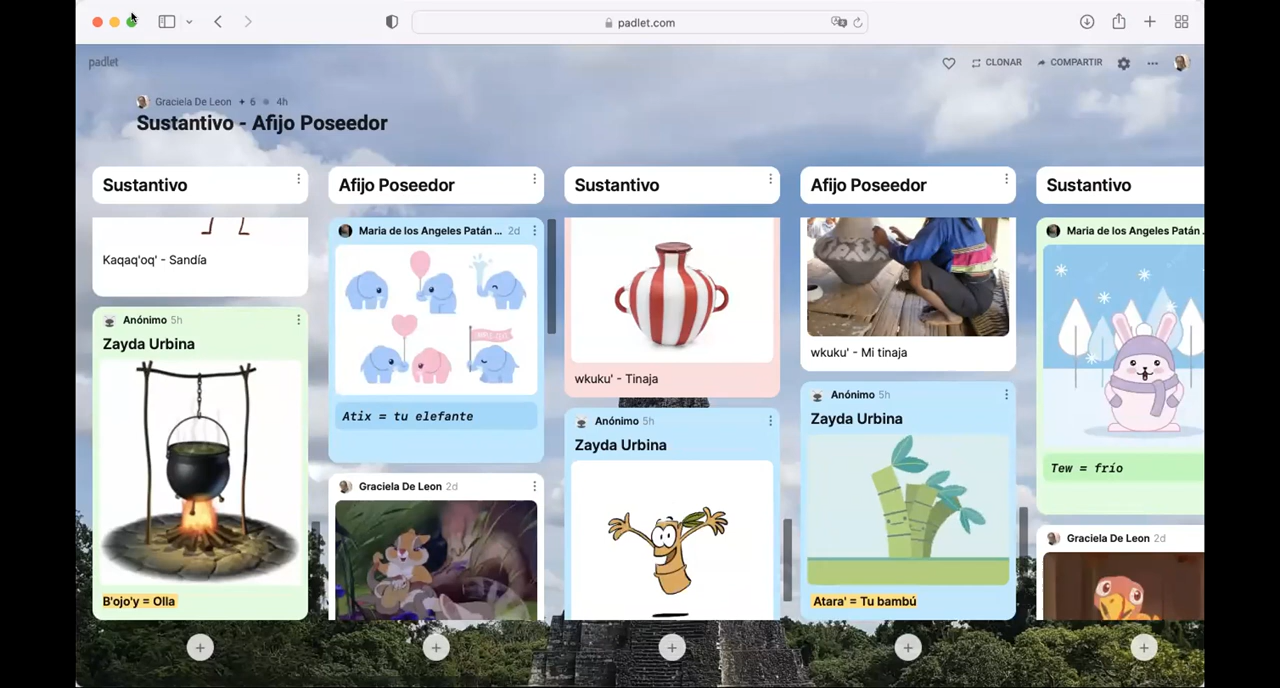 padlet.com
padlet
CLONAR
COMPARTIR
Graciela De Leon 6 4h
Sustantivo - Afijo Poseedor
Sustantivo
Kaqaq'oq' - Sandía
Anónimo 5h
Zayda Urbina
B'ojo'y = Olla
Afijo Poseedor
Maria de los Angeles Patán ... 2d
Atix = tu elefante
Graciela De Leon 2d
Sustantivo
wkuku' - Tinaja
Anónimo 5h
Zayda Urbina
Afijo Poseedor
wkuku' - Mi tinaja
Anónimo 5h
Zayda Urbina
Atara' = Tu bambú
Sustantivo
Maria de los Angeles Patán .
Tew = frío
Graciela De Leon 2d